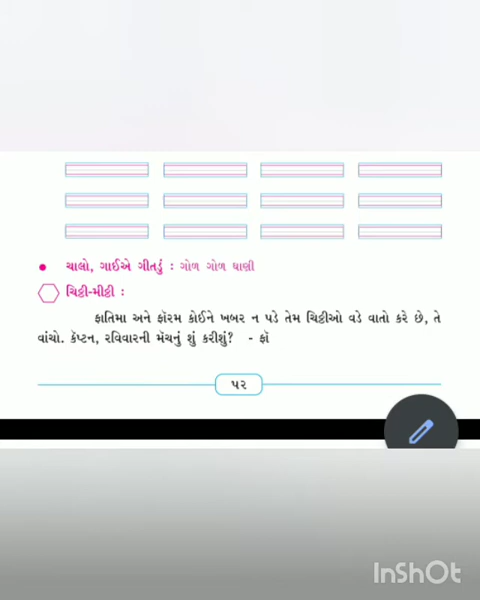 • ચાલો, ગાઈએ ગીતડું : ગોળ ગોળ ધાણી
ચિટ્ઠી-મીટ્ઠી :
ફાતિમા અને ફૉરમ કોઈને ખબર ન પડે તેમ ચિટ્ઠીઓ વડે વાતો કરે છે, તે
વાંચો. કૅપ્ટન, રવિવારની મૅચનું શું કરીશું? - ફૉ
૫૨
InShOt